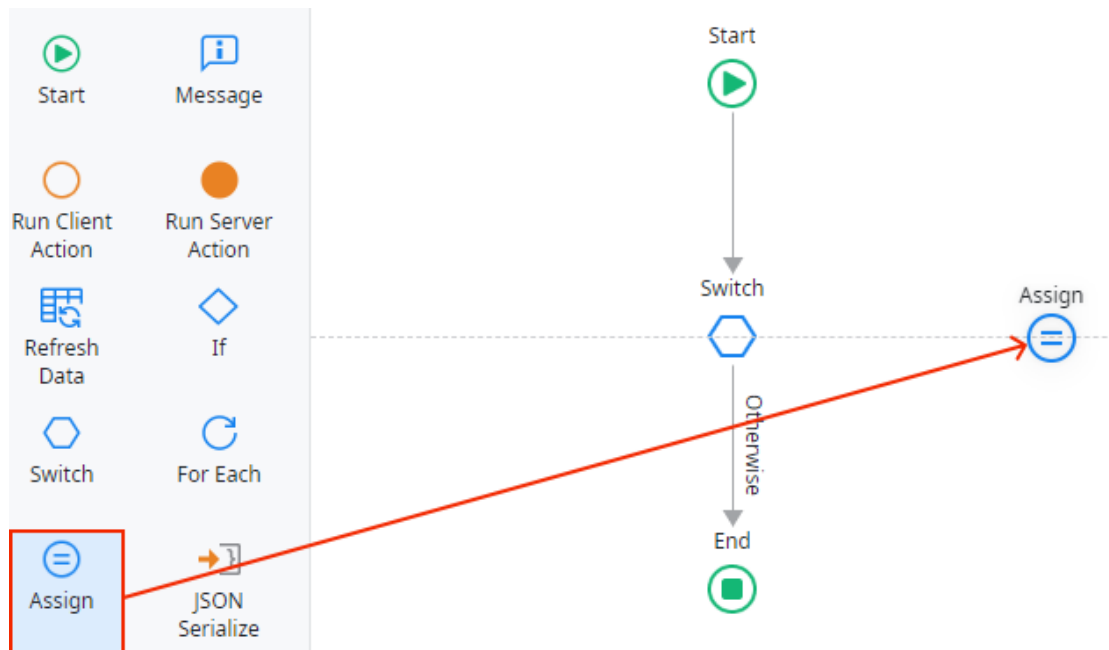 Start
Message
Run Client
Action
Run Server
Action
Refresh
Data
If
Switch
For Each
Assign
JSON
Serialize
Start
Switch
Assign
Otherwise
End